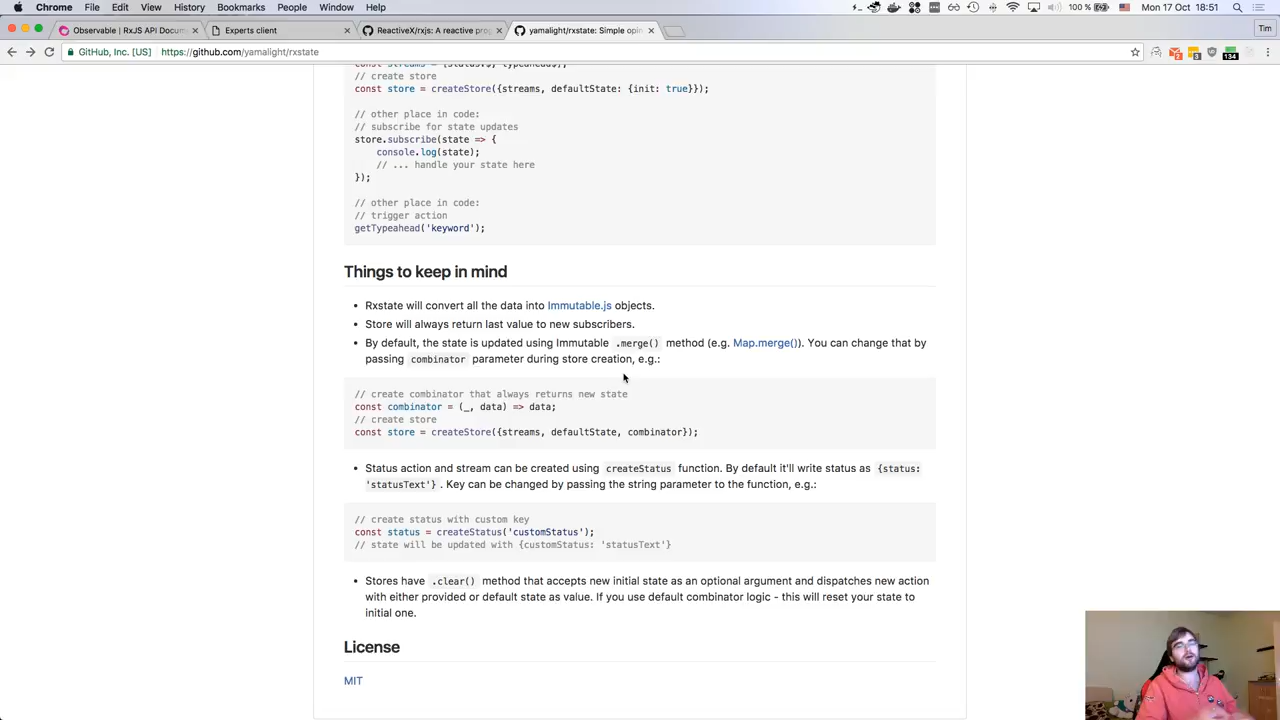 Chrome File Edit View History Bookmarks People Window Help 100 % Mon 17 Oct 18:51
Observable | RxJS API Docum
Experts client
ReactiveX/rxjs: A reactive pro
yamalight/rxstate: Simple opin
Tim
GitHub, Inc. [US] https://github.com/yamalight/rxstate
2
3
134
// create store
const store = createStore({streams, defaultState: {init: true}});
// other place in code:
// subscribe for state updates
store.subscribe(state => {
console.log(state);
// ... handle your state here
});
// other place in code:
// trigger action
getTypeahead('keyword');
Things to keep in mind
• Rxstate will convert all the data into Immutable.js objects.
• Store will always return last value to new subscribers.
• By default, the state is updated using Immutable .merge() method (e.g. Map.merge()). You can change that by
passing combinator parameter during store creation, e.g.:
// create combinator that always returns new state
const combinator = (_, data) => data;
// create store
const store = createStore({streams, defaultState, combinator});
• Status action and stream can be created using createStatus function. By default it'll write status as {status:
'statusText'} . Key can be changed by passing the string parameter to the function, e.g.:
// create status with custom key
const status = createStatus('customStatus');
// state will be updated with {customStatus: 'statusText'}
• Stores have .clear() method that accepts new initial state as an optional argument and dispatches new action
with either provided or default state as value. If you use default combinator logic - this will reset your state to
initial one.
License
MIT